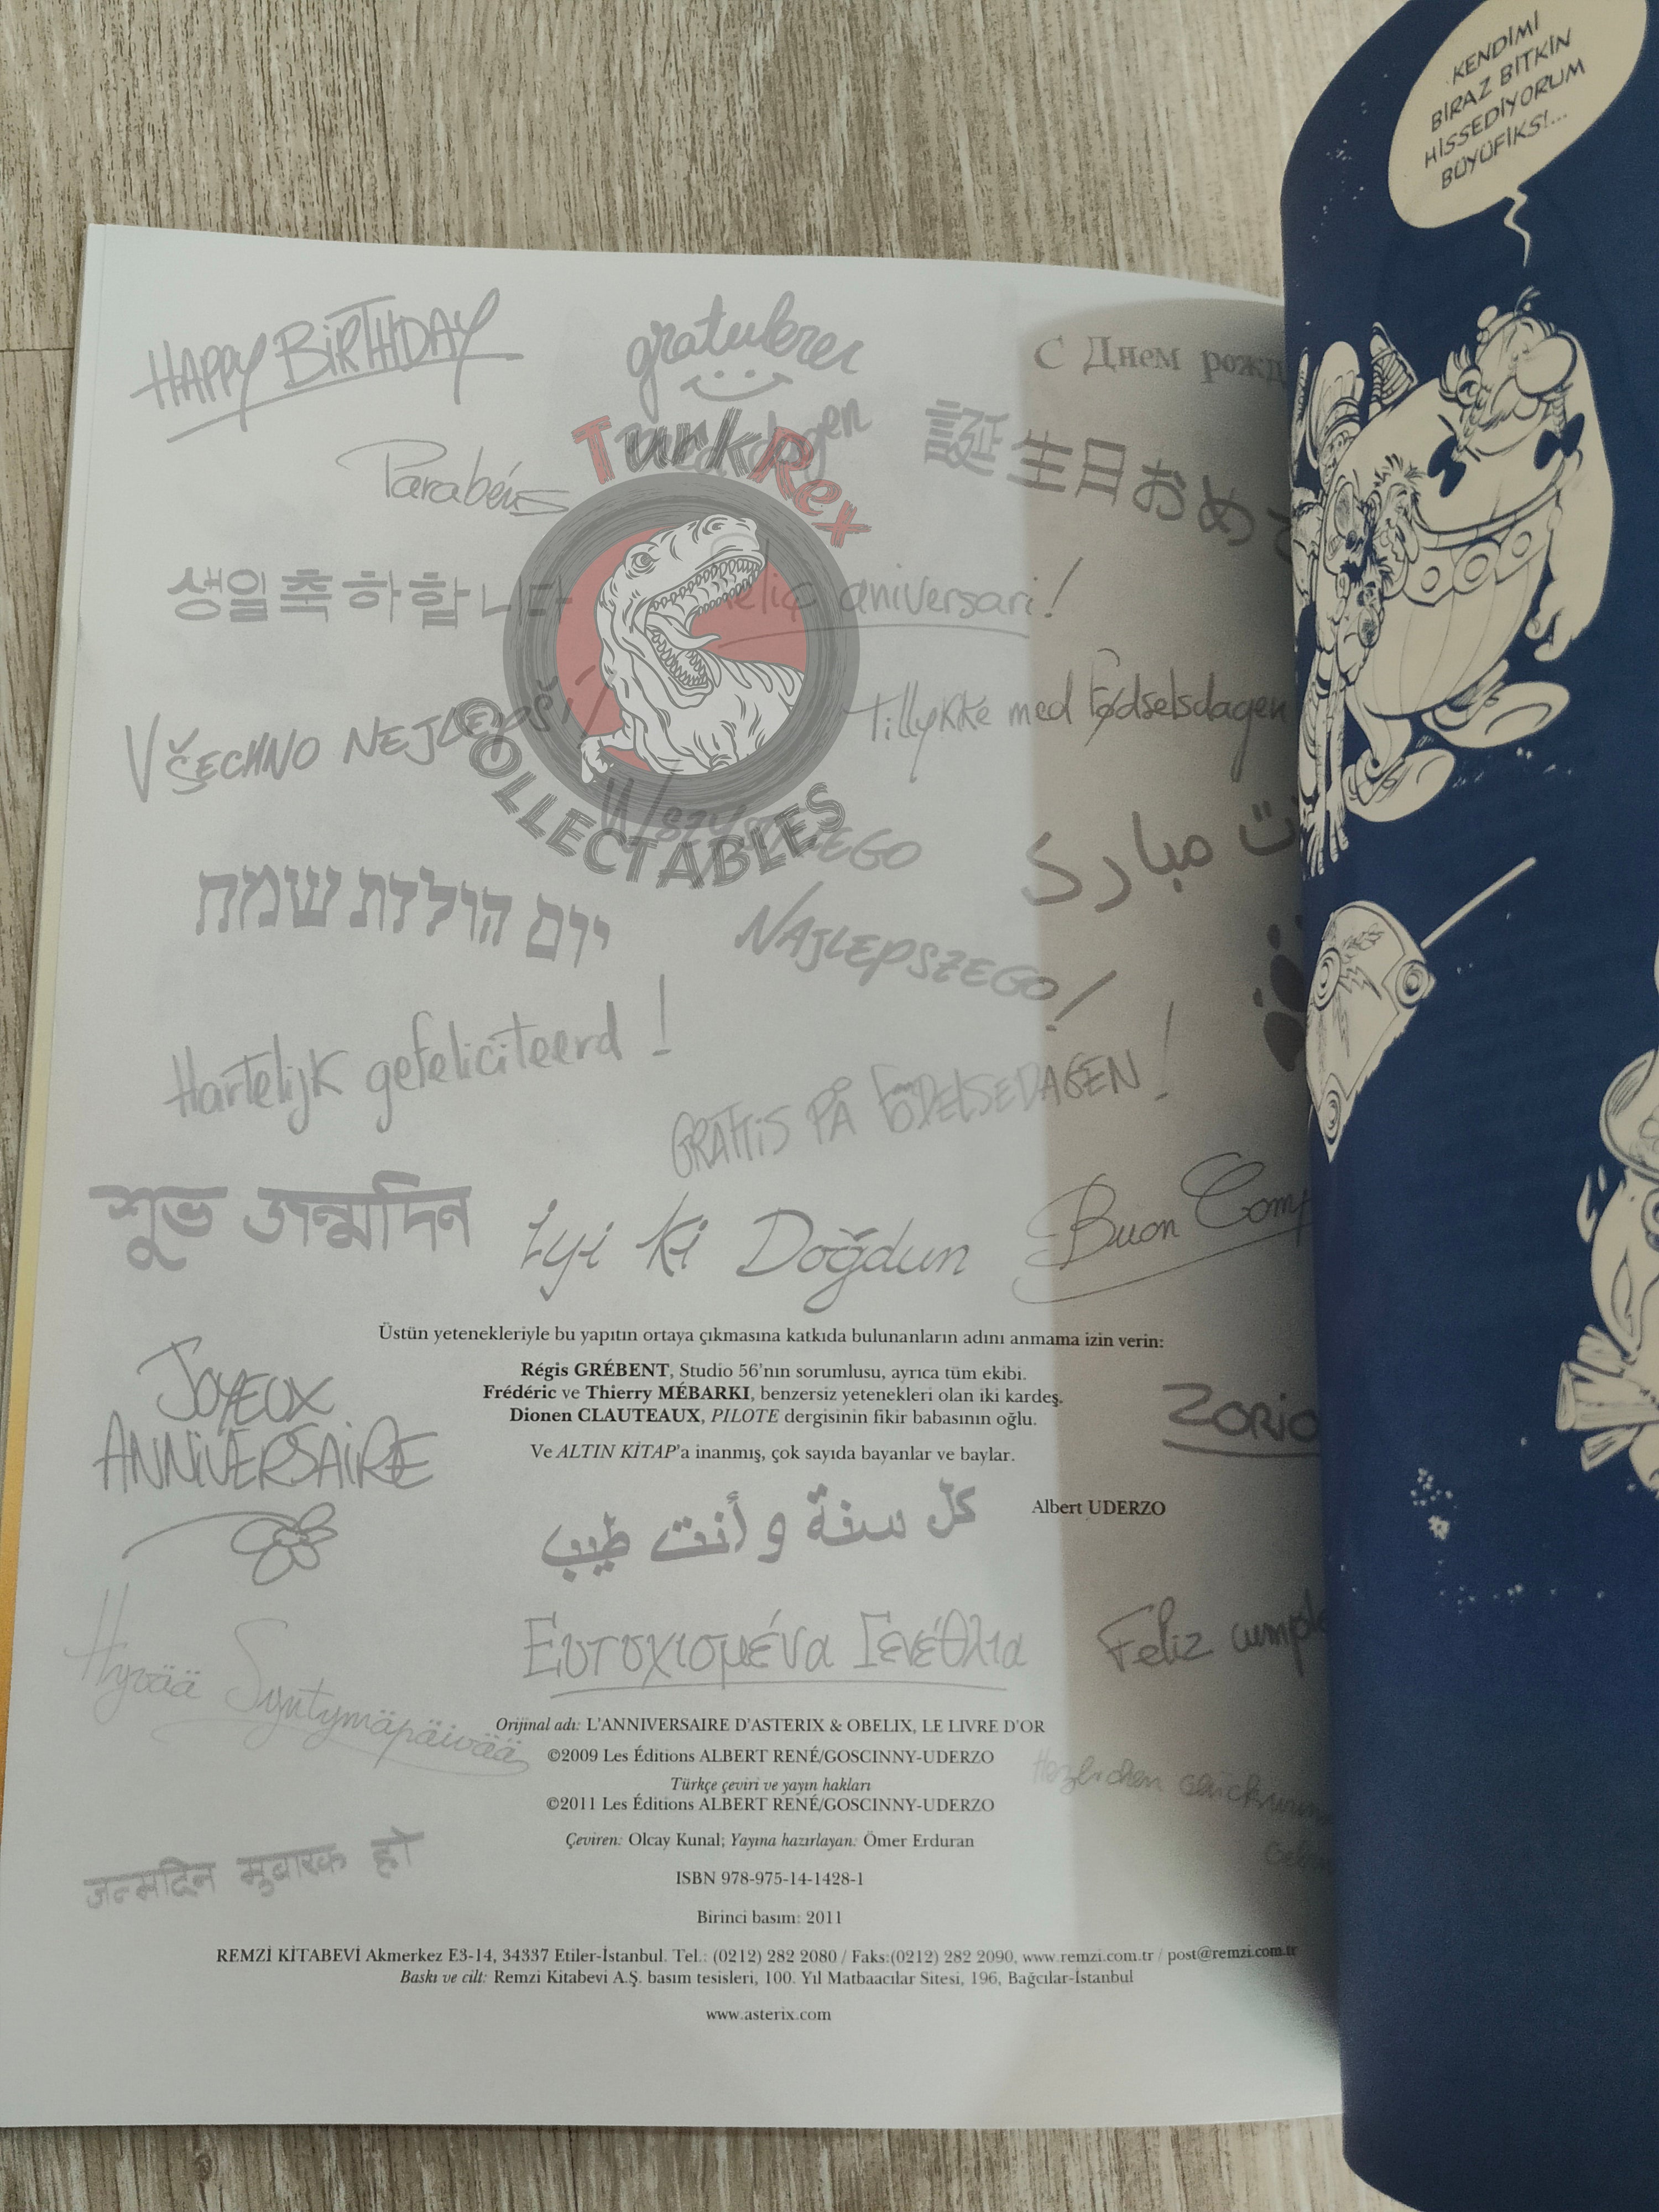 KENDİMİ
BİRAZ BİTKİN
HİSSEDİYORUM
BÜYÜFİKS!...
HAPPY BIRTHDAY
gratulerer
С Днем рожд
dagen
TurkRex
Parabéns
誕生日おめ
생일축하합니다
aniversari!
VŠECHNO NEJLEPŠÍ!
Tillykke med Fødselsdagen
COLLECTABLES
WSZYSTKIEGO
NAJLEPSZEGO!
ت مبارک
יום הולדת שמח
Hartelijk gefeliciteerd!
GRATTIS PÅ FÖDELSEDAGEN!
শুভ জন্মদিন
İyi ki Doğdun
Buon Comp
Üstün yetenekleriyle bu yapıtın ortaya çıkmasına katkıda bulunanların adını anmama izin verin:
JOYEUX
ANNIVERSAIRE
Régis GRÉBENT, Studio 56'nın sorumlusu, ayrıca tüm ekibi.
Frédéric ve Thierry MÉBARKI, benzersiz yetenekleri olan iki kardeş.
Dionen CLAUTEAUX, PILOTE dergisinin fikir babasının oğlu.
ZORIO
Ve ALTIN KİTAP'a inanmış, çok sayıda bayanlar ve baylar.
كل سنة و أنت طيب
Albert UDERZO
Hyvää Syntymäpäivää
Ευτυχισμένα Γενέθλια
Feliz cumple
Orijinal adı: L'ANNIVERSAIRE D'ASTERIX & OBELIX, LE LIVRE D'OR
©2009 Les Éditions ALBERT RENÉ/GOSCINNY-UDERZO
Türkçe çeviri ve yayın hakları
©2011 Les Éditions ALBERT RENÉ/GOSCINNY-UDERZO
Çeviren: Olcay Kunal; Yayına hazırlayan: Ömer Erduran
जन्मदिन मुबारक हो
ISBN 978-975-14-1428-1
Birinci basım: 2011
REMZİ KİTABEVİ Akmerkez E3-14, 34337 Etiler-İstanbul. Tel.: (0212) 282 2080 / Faks:(0212) 282 2090, www.remzi.com.tr / post@remzi.com.tr
Baskı ve cilt: Remzi Kitabevi A.Ş. basım tesisleri, 100. Yıl Matbaacılar Sitesi, 196, Bağcılar-İstanbul
www.asterix.com